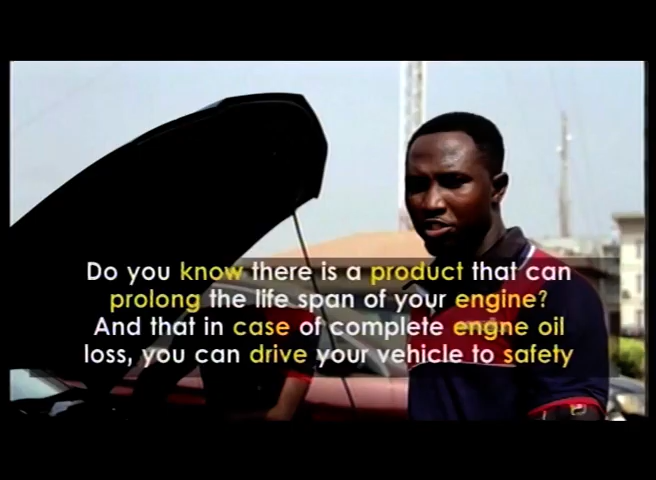 Do you know there is a product that can
prolong the life span of your engine?
And that in case of complete engne oil
loss, you can drive your vehicle to safety